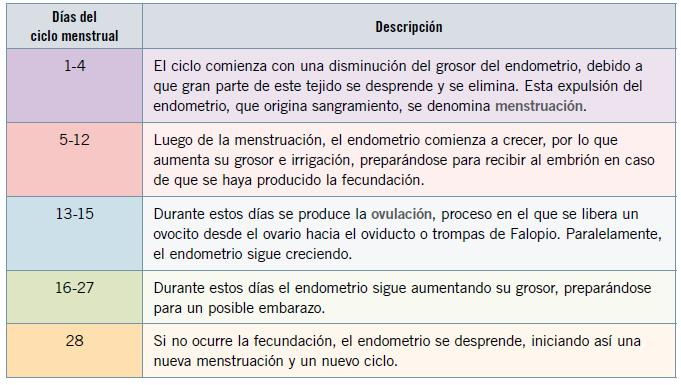 Días del
ciclo menstrual
Descripción
1-4
El ciclo comienza con una disminución del grosor del endometrio, debido a
que gran parte de este tejido se desprende y se elimina. Esta expulsión del
endometrio, que origina sangramiento, se denomina menstruación.
5-12
Luego de la menstruación, el endometrio comienza a crecer, por lo que
aumenta su grosor e irrigación, preparándose para recibir al embrión en caso
de que se haya producido la fecundación.
13-15
Durante estos días se produce la ovulación, proceso en el que se libera un
ovocito desde el ovario hacia el oviducto o trompas de Falopio. Paralelamente,
el endometrio sigue creciendo.
16-27
Durante estos días el endometrio sigue aumentando su grosor, preparándose
para un posible embarazo.
28
Si no ocurre la fecundación, el endometrio se desprende, iniciando así una
nueva menstruación y un nuevo ciclo.